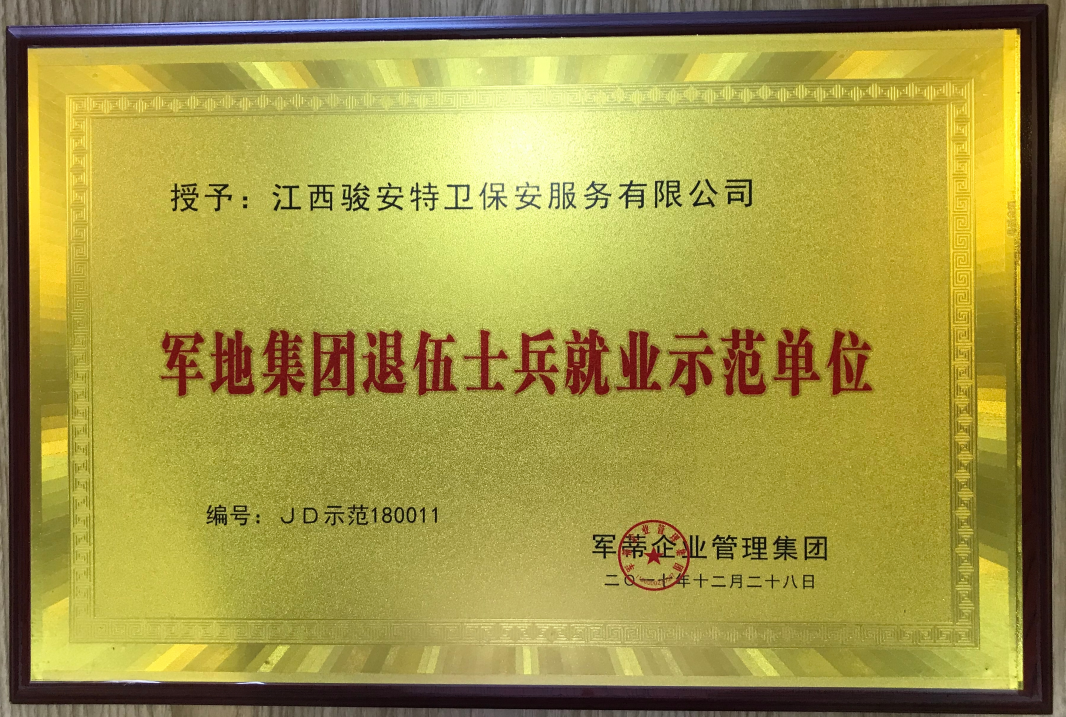 授予：江西骏安特卫保安服务有限公司
军地集团退伍士兵就业示范单位
编号：JD示范180011
军蒂企业管理集团
二〇一七年十二月二十八日